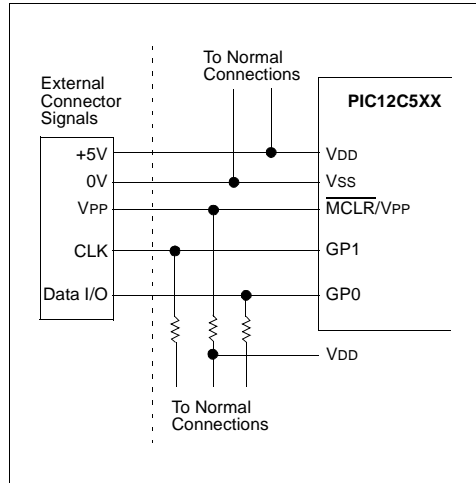 To Normal
Connections
External
Connector
Signals
PIC12C5XX
+5V
VDD
0V
VSS
VPP
MCLR/VPP
CLK
GP1
Data I/O
GP0
VDD
To Normal
Connections